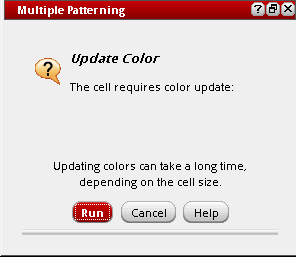 Multiple Patterning
Update Color
The cell requires color update:
Updating colors can take a long time,
depending on the cell size.
Run
Cancel
Help